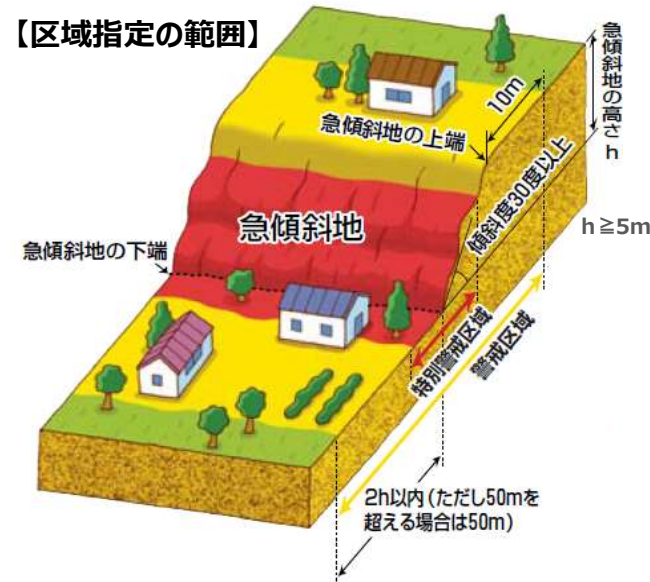 【区域指定の範囲】
急傾斜地の高さh
10m
急傾斜地の上端
傾斜度30度以上
急傾斜地
h≧5m
急傾斜地の下端
特別警戒区域
警戒区域
2h以内(ただし50mを
超える場合は50m)